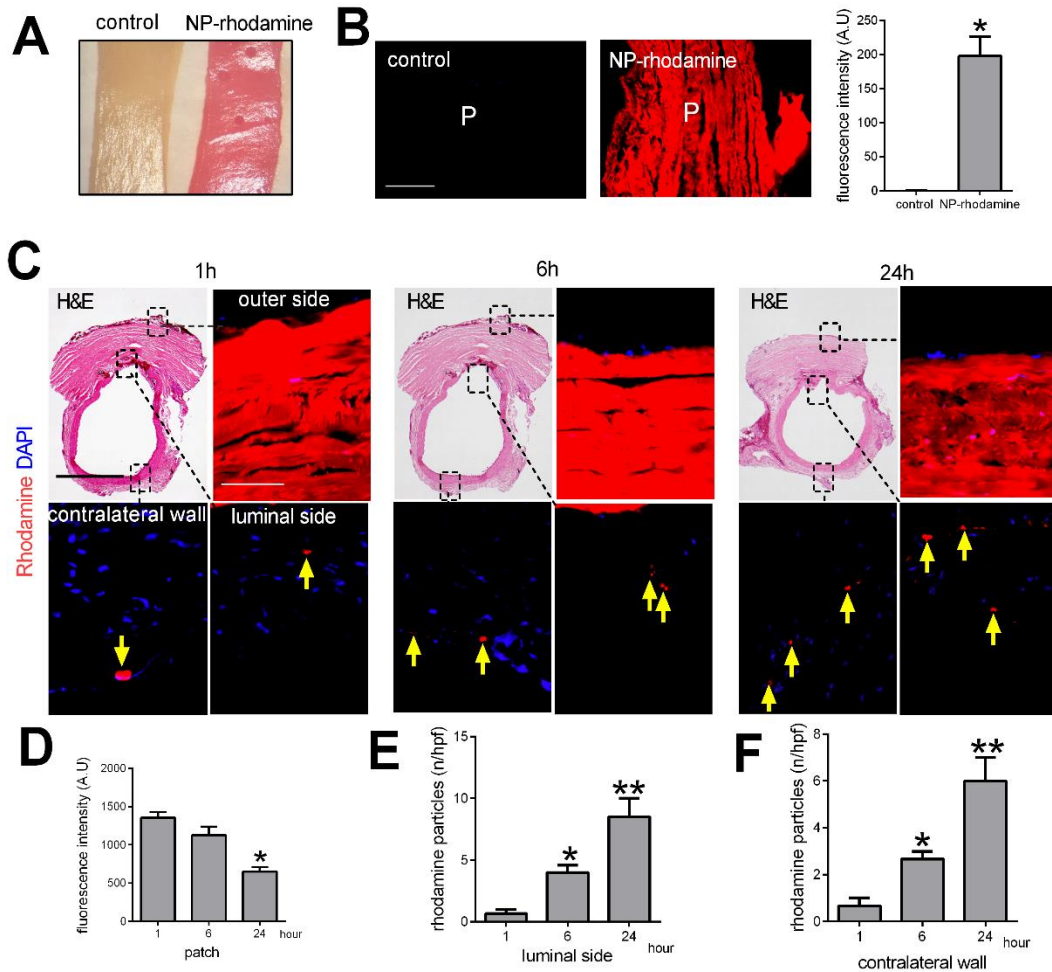 A
control NP-rhodamine
B
control
P
NP-rhodamine
P
fluorescence intensity (A.U)
250
200
150
100
50
0
*
control NP-rhodamine
C
1h
6h
24h
Rhodamine DAPI
H&E
outer side
H&E
H&E
contralateral wall
luminal side
D
fluorescence intensity (A.U)
2000
1500
1000
500
0
*
1 6 24 hour
patch
E
rhodamine particles (n/hpf)
15
10
5
0
*
**
1 6 24 hour
luminal side
F
rhodamine particles (n/hpf)
8
6
4
2
0
*
**
1 6 24 hour
contralateral wall